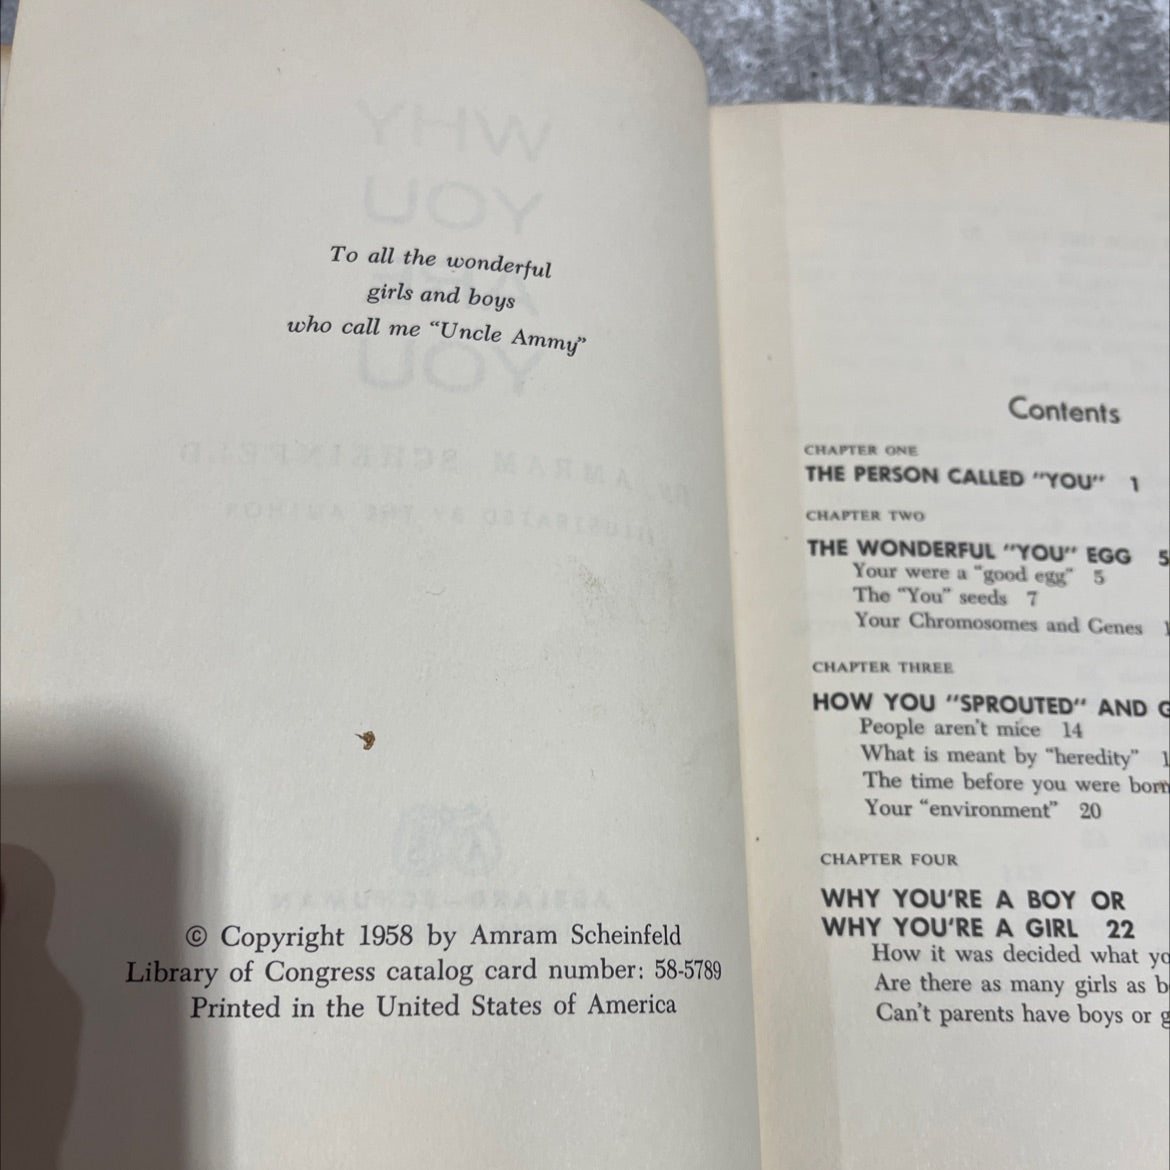 To all the wonderful
girls and boys
who call me “Uncle Ammy”
© Copyright 1958 by Amram Scheinfeld
Library of Congress catalog card number: 58-5789
Printed in the United States of America
Contents
CHAPTER ONE
THE PERSON CALLED "YOU" 1
CHAPTER TWO
THE WONDERFUL "YOU" EGG 5
Your were a "good egg" 5
The "You" seeds 7
Your Chromosomes and Genes 1
CHAPTER THREE
HOW YOU "SPROUTED" AND G
People aren't mice 14
What is meant by "heredity" 1
The time before you were born
Your "environment" 20
CHAPTER FOUR
WHY YOU'RE A BOY OR
WHY YOU'RE A GIRL 22
How it was decided what yo
Are there as many girls as b
Can't parents have boys or g